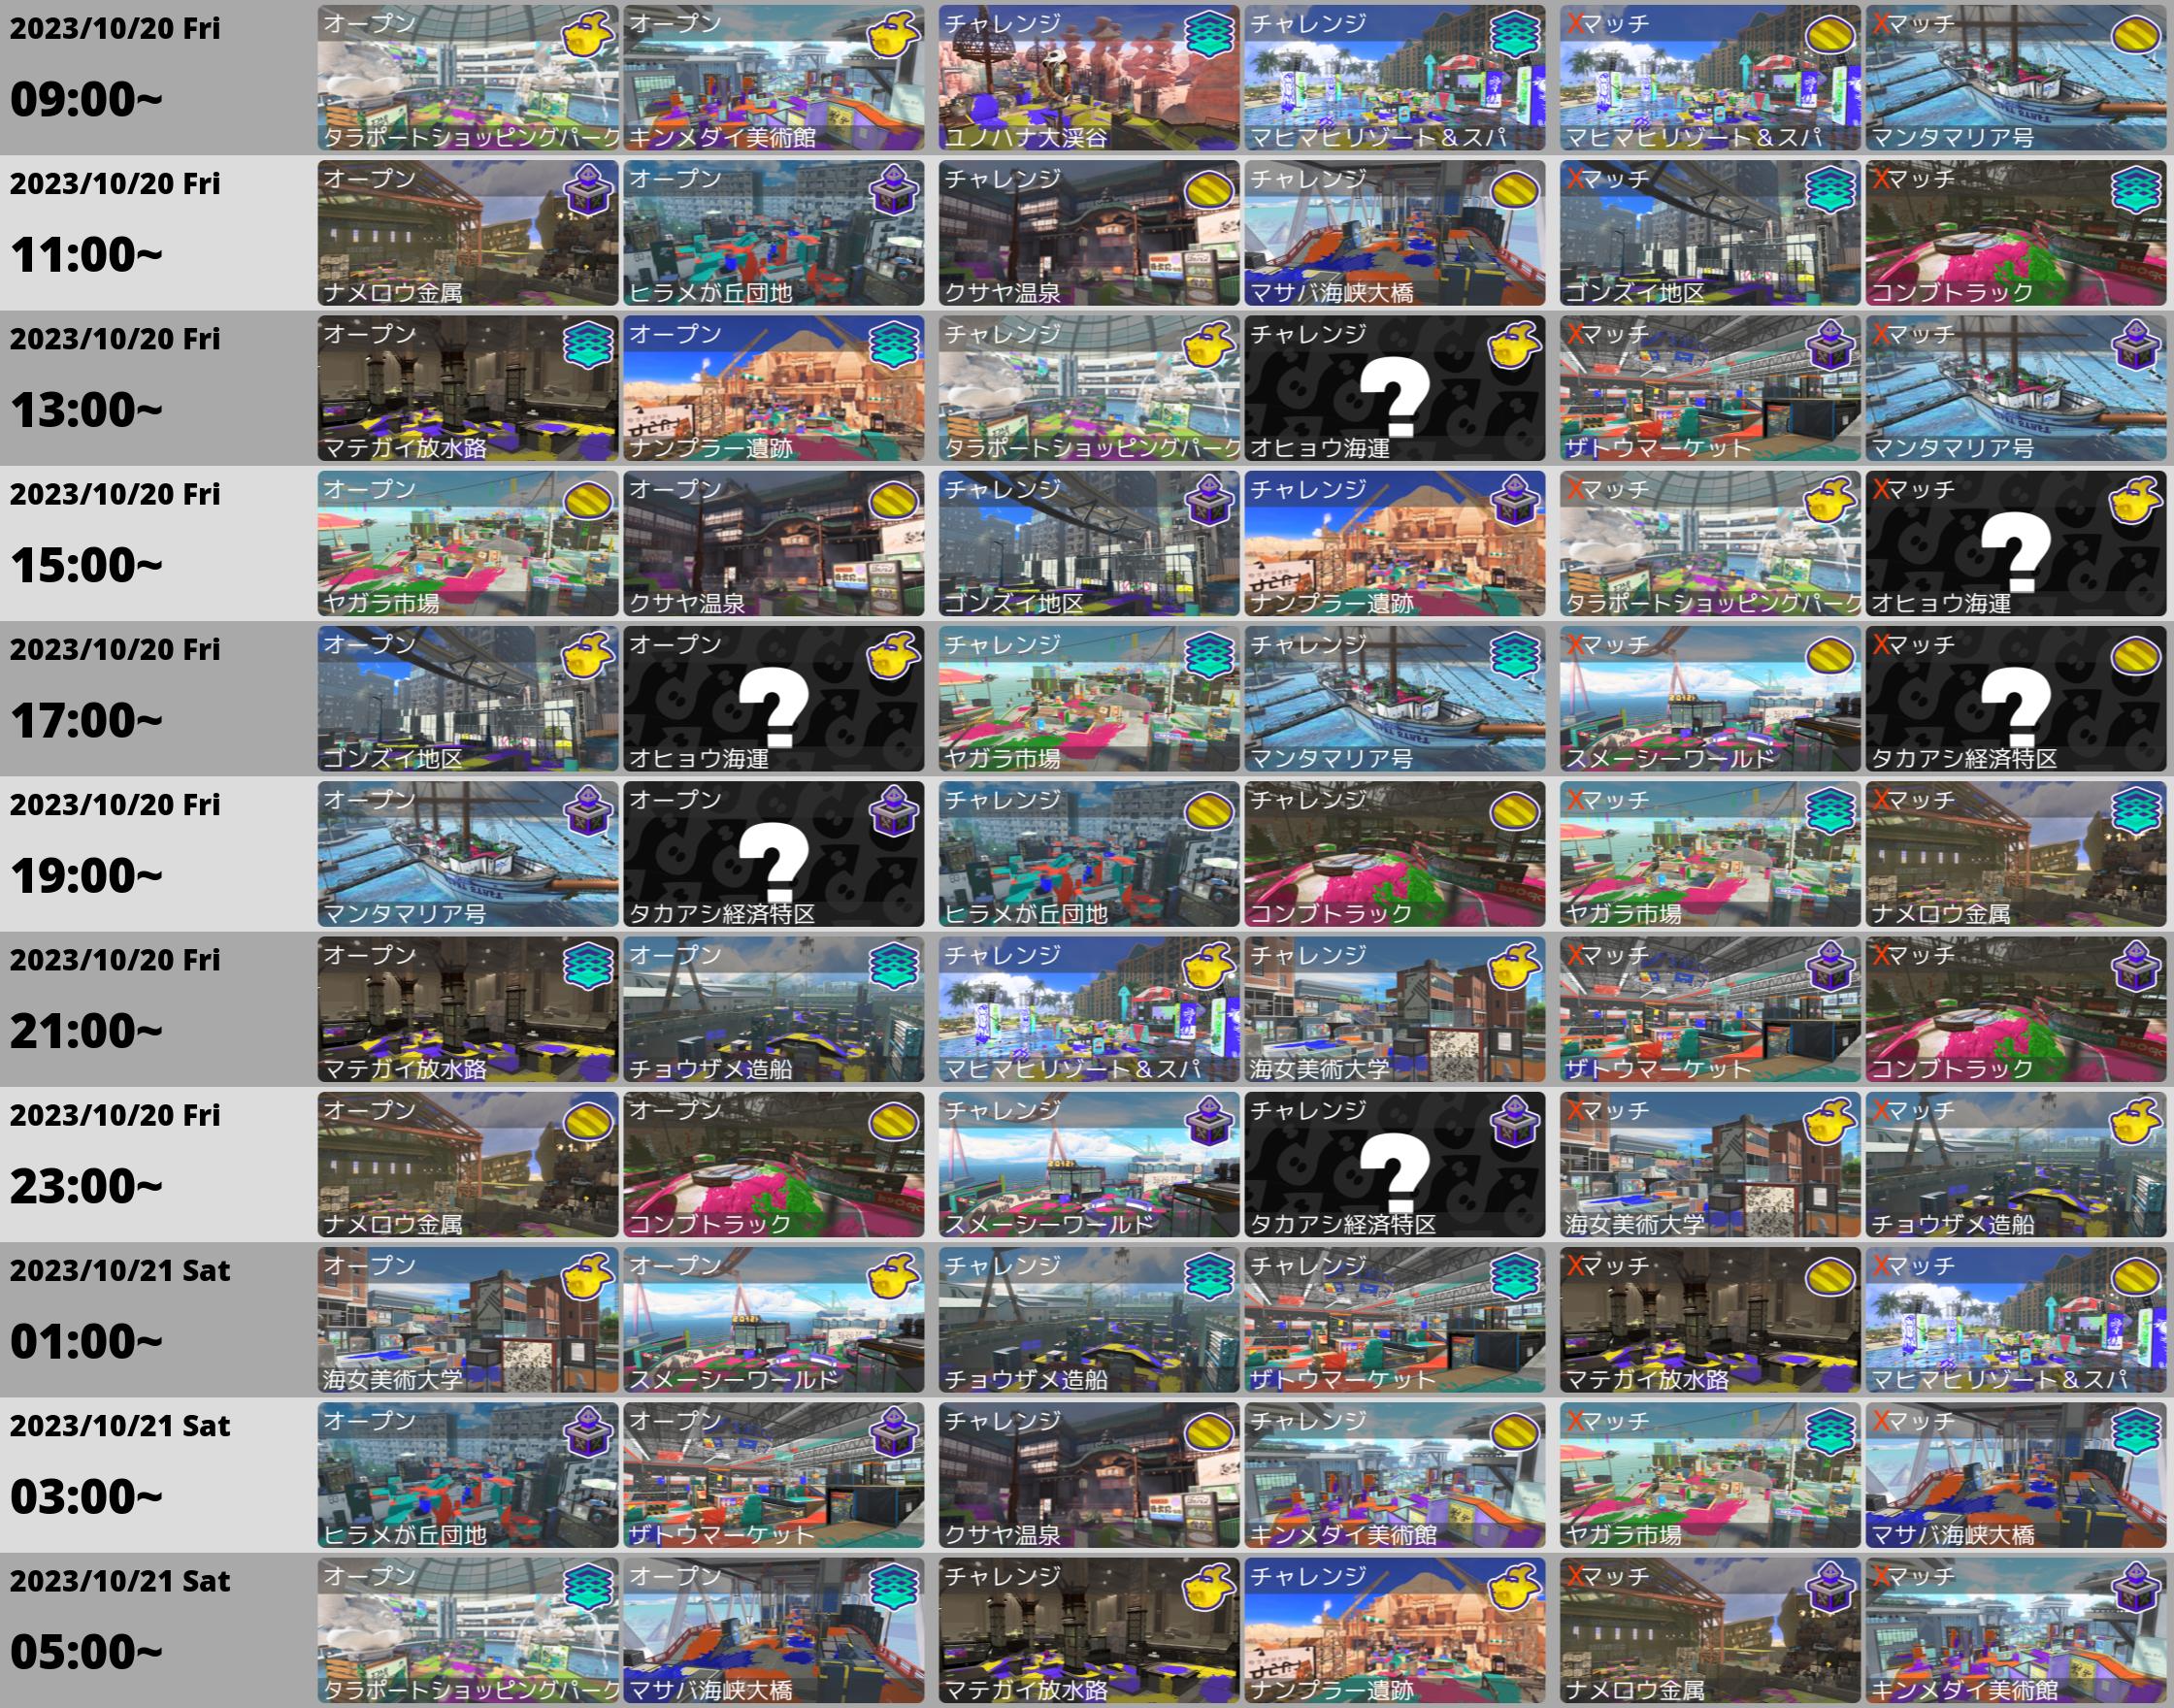 2023/10/20 Fri
09:00~
オープン
タラポートショッピングパーク
オープン
キンメダイ美術館
チャレンジ
ユノハナ大渓谷
チャレンジ
マヒマヒリゾート＆スパ
Xマッチ
マヒマヒリゾート＆スパ
Xマッチ
マンタマリア号
2023/10/20 Fri
11:00~
オープン
ナメロウ金属
オープン
ヒラメが丘団地
チャレンジ
クサヤ温泉
チャレンジ
マサバ海峡大橋
Xマッチ
ゴンズイ地区
Xマッチ
コンブトラック
2023/10/20 Fri
13:00~
オープン
マテガイ放水路
オープン
ナンプラー遺跡
チャレンジ
タラポートショッピングパーク
チャレンジ
?
オヒョウ海運
Xマッチ
ザトウマーケット
Xマッチ
マンタマリア号
2023/10/20 Fri
15:00~
オープン
ヤガラ市場
オープン
クサヤ温泉
チャレンジ
ゴンズイ地区
チャレンジ
ナンプラー遺跡
Xマッチ
タラポートショッピングパーク
Xマッチ
?
オヒョウ海運
2023/10/20 Fri
17:00~
オープン
ゴンズイ地区
オープン
?
オヒョウ海運
チャレンジ
ヤガラ市場
チャレンジ
マンタマリア号
Xマッチ
スメーシーワールド
Xマッチ
?
タカアシ経済特区
2023/10/20 Fri
19:00~
オープン
マンタマリア号
オープン
?
タカアシ経済特区
チャレンジ
ヒラメが丘団地
チャレンジ
コンブトラック
Xマッチ
ヤガラ市場
Xマッチ
ナメロウ金属
2023/10/20 Fri
21:00~
オープン
マテガイ放水路
オープン
チョウザメ造船
チャレンジ
マヒマヒリゾート＆スパ
チャレンジ
海女美術大学
Xマッチ
ザトウマーケット
Xマッチ
コンブトラック
2023/10/20 Fri
23:00~
オープン
ナメロウ金属
オープン
コンブトラック
チャレンジ
スメーシーワールド
チャレンジ
?
タカアシ経済特区
Xマッチ
海女美術大学
Xマッチ
チョウザメ造船
2023/10/21 Sat
01:00~
オープン
海女美術大学
オープン
スメーシーワールド
チャレンジ
チョウザメ造船
チャレンジ
ザトウマーケット
Xマッチ
マテガイ放水路
Xマッチ
マヒマヒリゾート＆スパ
2023/10/21 Sat
03:00~
オープン
ヒラメが丘団地
オープン
ザトウマーケット
チャレンジ
クサヤ温泉
チャレンジ
キンメダイ美術館
Xマッチ
ヤガラ市場
Xマッチ
マサバ海峡大橋
2023/10/21 Sat
05:00~
オープン
タラポートショッピングパーク
オープン
マサバ海峡大橋
チャレンジ
マテガイ放水路
チャレンジ
ナンプラー遺跡
Xマッチ
ナメロウ金属
Xマッチ
キンメダイ美術館